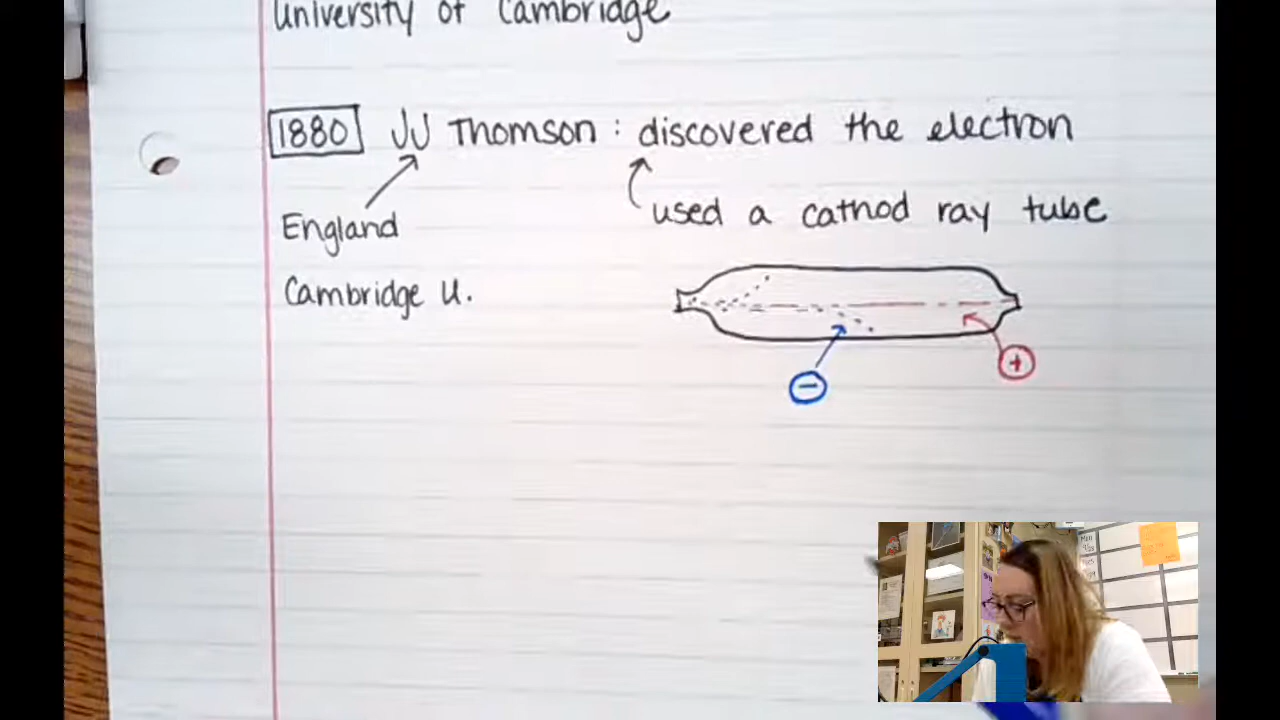 University of Cambridge
1880 JJ Thomson : discovered the electron
used a cathod ray tube
England
Cambridge U.
−
+